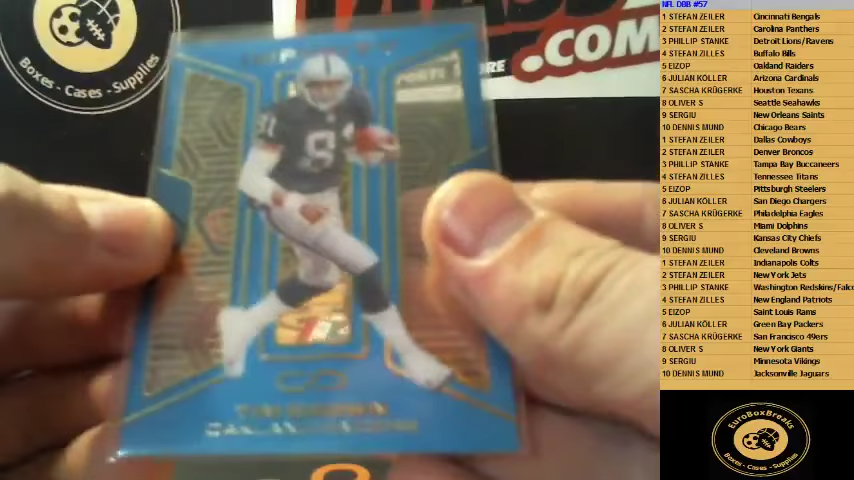 Boxes - Cases - Supplies
.COM
81
NFL DBB #57
1 STEFAN ZEILER Cincinnati Bengals
2 STEFAN ZEILER Carolina Panthers
3 PHILLIP STANKE Detroit Lions/Ravens
4 STEFAN ZILLES Buffalo Bills
5 EIZOP Oakland Raiders
6 JULIAN KÖLLER Arizona Cardinals
7 SASCHA KRÜGERKE Houston Texans
8 OLIVER S Seattle Seahawks
9 SERGIU New Orleans Saints
10 DENNIS MUND Chicago Bears
1 STEFAN ZEILER Dallas Cowboys
2 STEFAN ZEILER Denver Broncos
3 PHILLIP STANKE Tampa Bay Buccaneers
4 STEFAN ZILLES Tennessee Titans
5 EIZOP Pittsburgh Steelers
6 JULIAN KÖLLER San Diego Chargers
7 SASCHA KRÜGERKE Philadelphia Eagles
8 OLIVER S Miami Dolphins
9 SERGIU Kansas City Chiefs
10 DENNIS MUND Cleveland Browns
1 STEFAN ZEILER Indianapolis Colts
2 STEFAN ZEILER New York Jets
3 PHILLIP STANKE Washington Redskins/Falco
4 STEFAN ZILLES New England Patriots
5 EIZOP Saint Louis Rams
6 JULIAN KÖLLER Green Bay Packers
7 SASCHA KRÜGERKE San Francisco 49ers
8 OLIVER S New York Giants
9 SERGIU Minnesota Vikings
10 DENNIS MUND Jacksonville Jaguars
EuroBoxBreaks
Boxes - Cases - Supplies